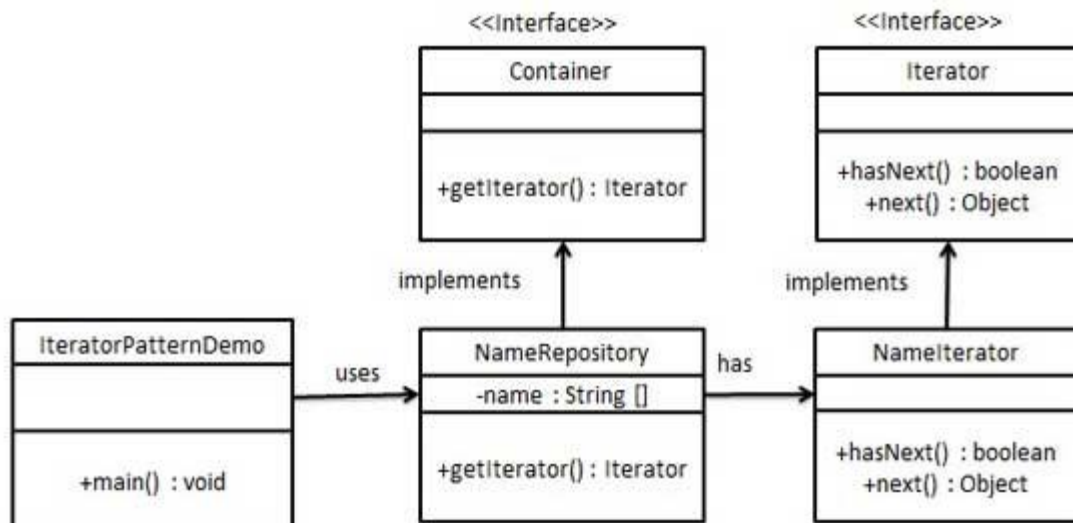 <<Interface>>
Container
+getIterator() : Iterator
<<Interface>>
Iterator
+hasNext() : boolean
+next() : Object
implements
implements
IteratorPatternDemo
+main() : void
uses
NameRepository
-name : String []
+getIterator() : Iterator
has
NameIterator
+hasNext() : boolean
+next() : Object